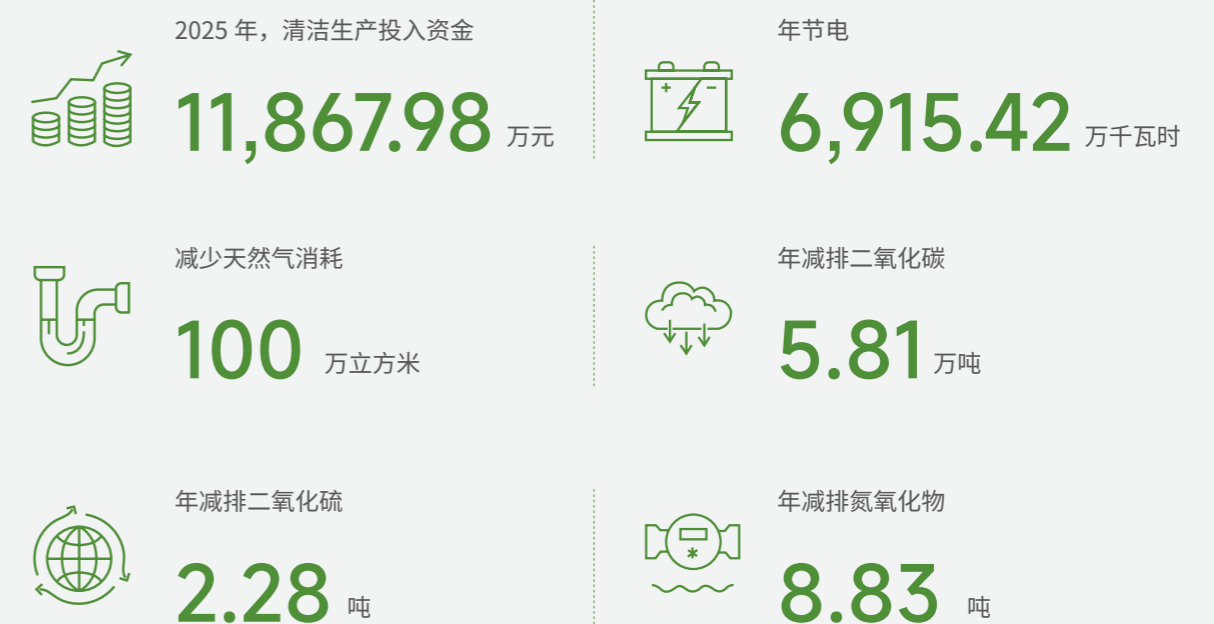 2025 年，清洁生产投入资金
11,867.98 万元
年节电
6,915.42 万千瓦时
减少天然气消耗
100 万立方米
年减排二氧化碳
5.81 万吨
年减排二氧化硫
2.28 吨
年减排氮氧化物
8.83 吨